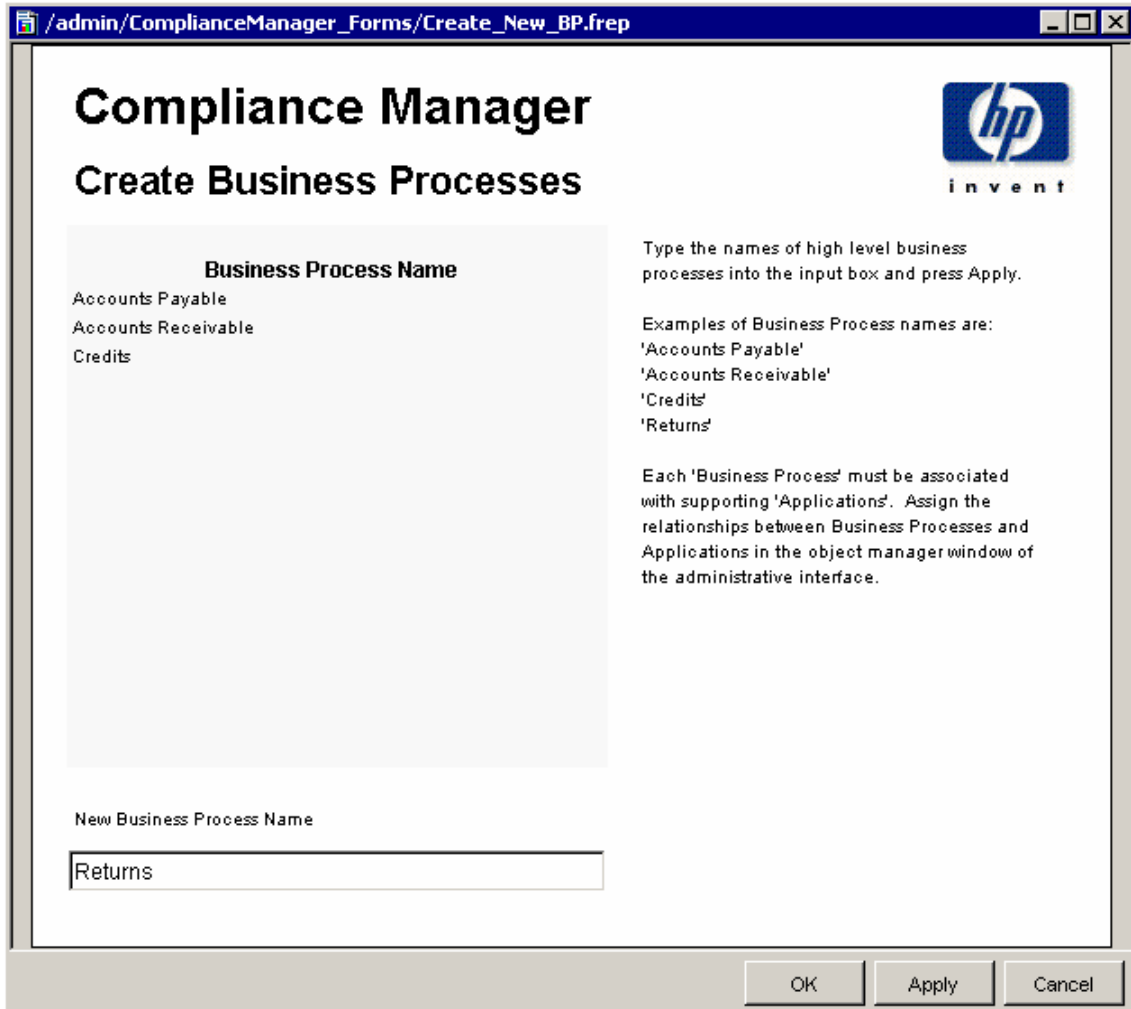 /admin/ComplianceManager_Forms/Create_New_BP.frep
Compliance Manager
hp
invent
Create Business Processes
Business Process Name
Accounts Payable
Accounts Receivable
Credits
Type the names of high level business
processes into the input box and press Apply.
Examples of Business Process names are:
'Accounts Payable'
'Accounts Receivable'
'Credits'
'Returns'
Each 'Business Process' must be associated
with supporting 'Applications'.  Assign the
relationships between Business Processes and
Applications in the object manager window of
the administrative interface.
New Business Process Name
Returns
OK
Apply
Cancel